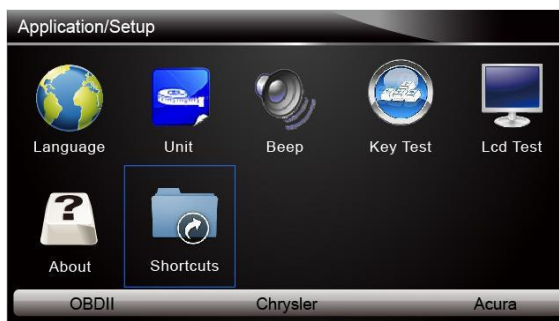 Application/Setup
Language Unit Beep Key Test Lcd Test
About Shortcuts
OBDII Chrysler Acura